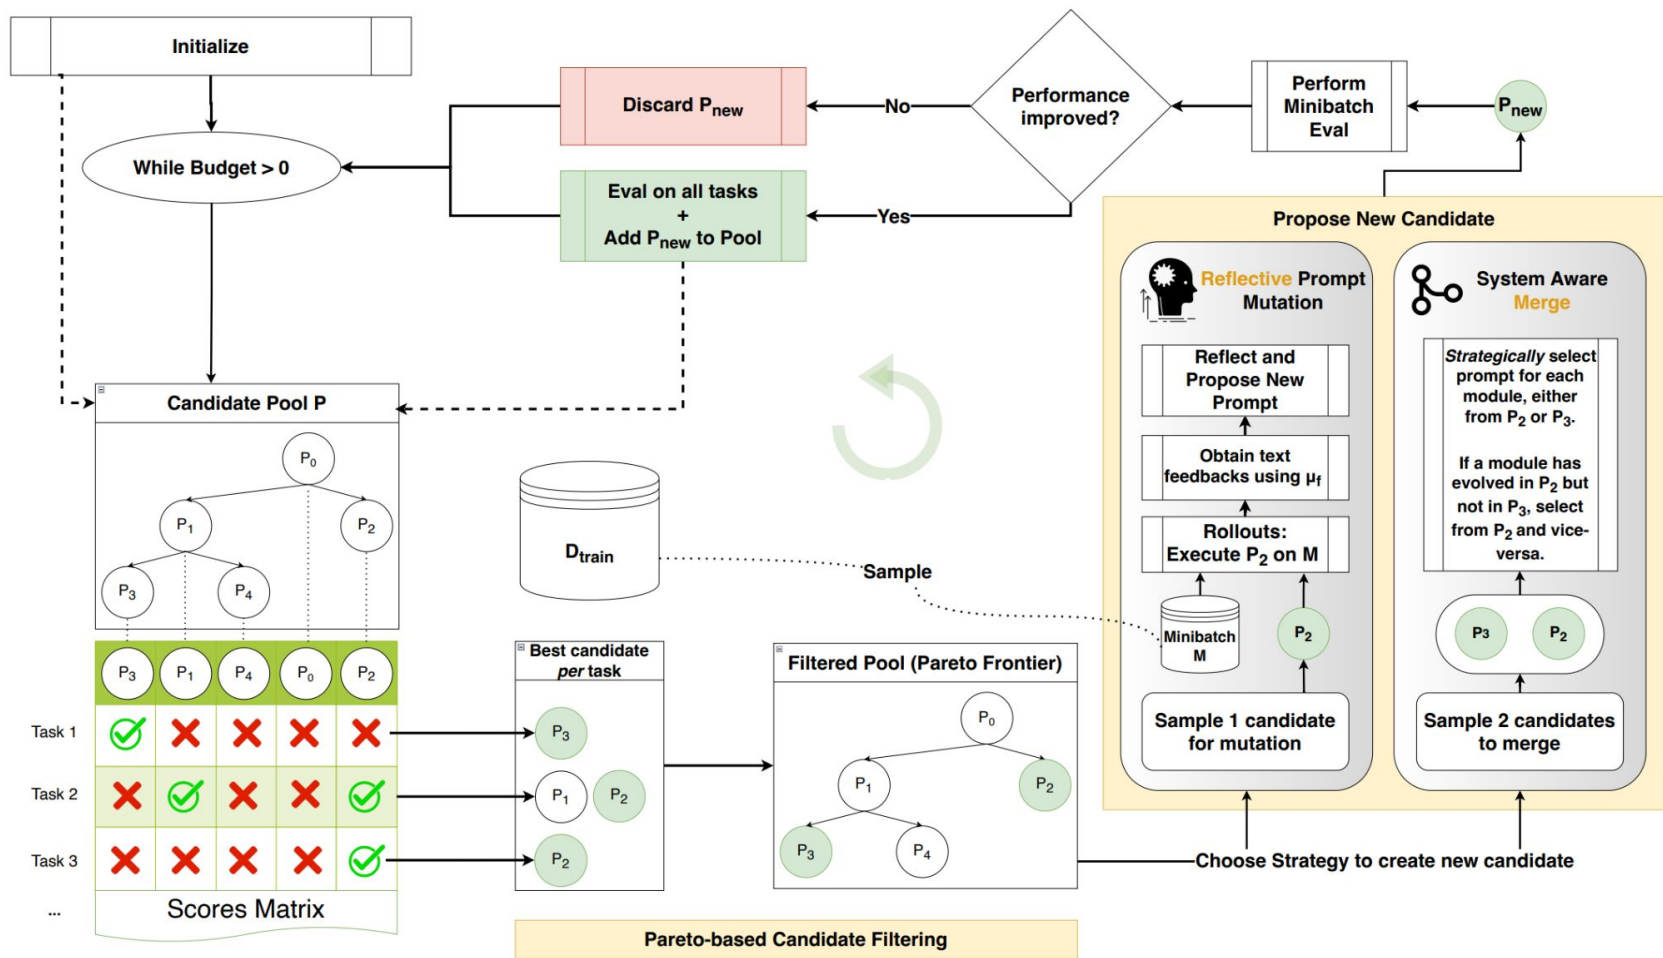 Initialize
While Budget > 0
Discard Pnew
Eval on all tasks
+
Add Pnew to Pool
No
Yes
Performance
improved?
Perform
Minibatch
Eval
Pnew
Propose New Candidate
Reflective Prompt
Mutation
Reflect and
Propose New
Prompt
Obtain text
feedbacks using μf
Rollouts:
Execute P2 on M
Minibatch
M
P2
Sample 1 candidate
for mutation
System Aware
Merge
Strategically select
prompt for each
module, either
from P2 or P3.
If a module has
evolved in P2 but
not in P3, select
from P2 and vice-
versa.
P3 P2
Sample 2 candidates
to merge
Choose Strategy to create new candidate
Candidate Pool P
P0
P1 P2
P3 P4
Dtrain
Sample
P3 P1 P4 P0 P2
Task 1
Task 2
Task 3
...
Scores Matrix
Best candidate
per task
P3
P1 P2
P2
Filtered Pool (Pareto Frontier)
P0
P1 P2
P3 P4
Pareto-based Candidate Filtering